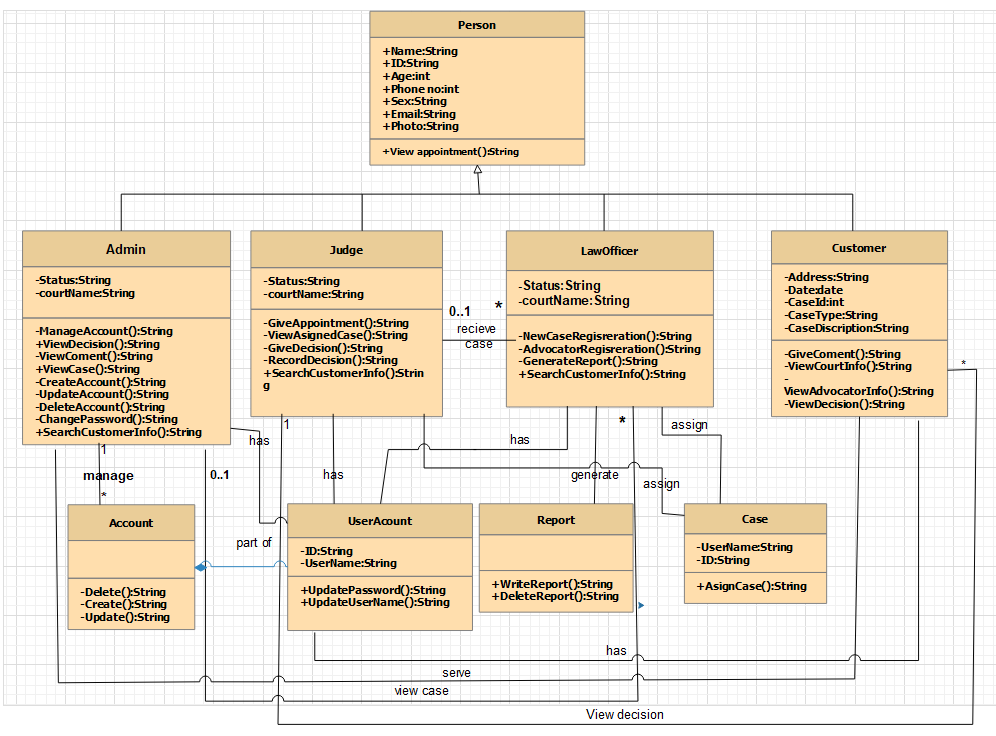 Person
+Name:String
+ID:String
+Age:int
+Phone no:int
+Sex:String
+Email:String
+Photo:String
+View appointment():String
Admin
-Status:String
-courtName:String
-ManageAccount():String
+ViewDecision():String
-ViewComent():String
+ViewCase():String
-CreateAccount():String
-UpdateAccount():String
-DeleteAccount():String
-ChangePassword():String
+SearchCustomerInfo():String
Judge
-Status:String
-courtName:String
-GiveAppointment():String
-ViewAsignedCase():String
-GiveDecision():String
-RecordDecision():String
+SearchCustomerInfo():Strin
g
0..1
*
recieve
case
LawOfficer
-Status:String
-courtName:String
-NewCaseRegisreration():String
-AdvocatorRegisreration():String
-GenerateReport():String
+SearchCustomerInfo():String
Customer
-Address:String
-Date:date
-CaseId:int
-CaseType:String
-CaseDiscription:String
-GiveComent():String
-ViewCourtInfo():String
-
ViewAdvocatorInfo():String
-ViewDecision():String
*
1
has
1
has
has
*
assign
manage
0..1
generate
assign
*
Account
-Delete():String
-Create():String
-Update():String
part of
UserAcount
-ID:String
-UserName:String
+UpdatePassword():String
+UpdateUserName():String
Report
+WriteReport():String
+DeleteReport():String
Case
-UserName:String
-ID:String
+AsignCase():String
has
serve
view case
View decision